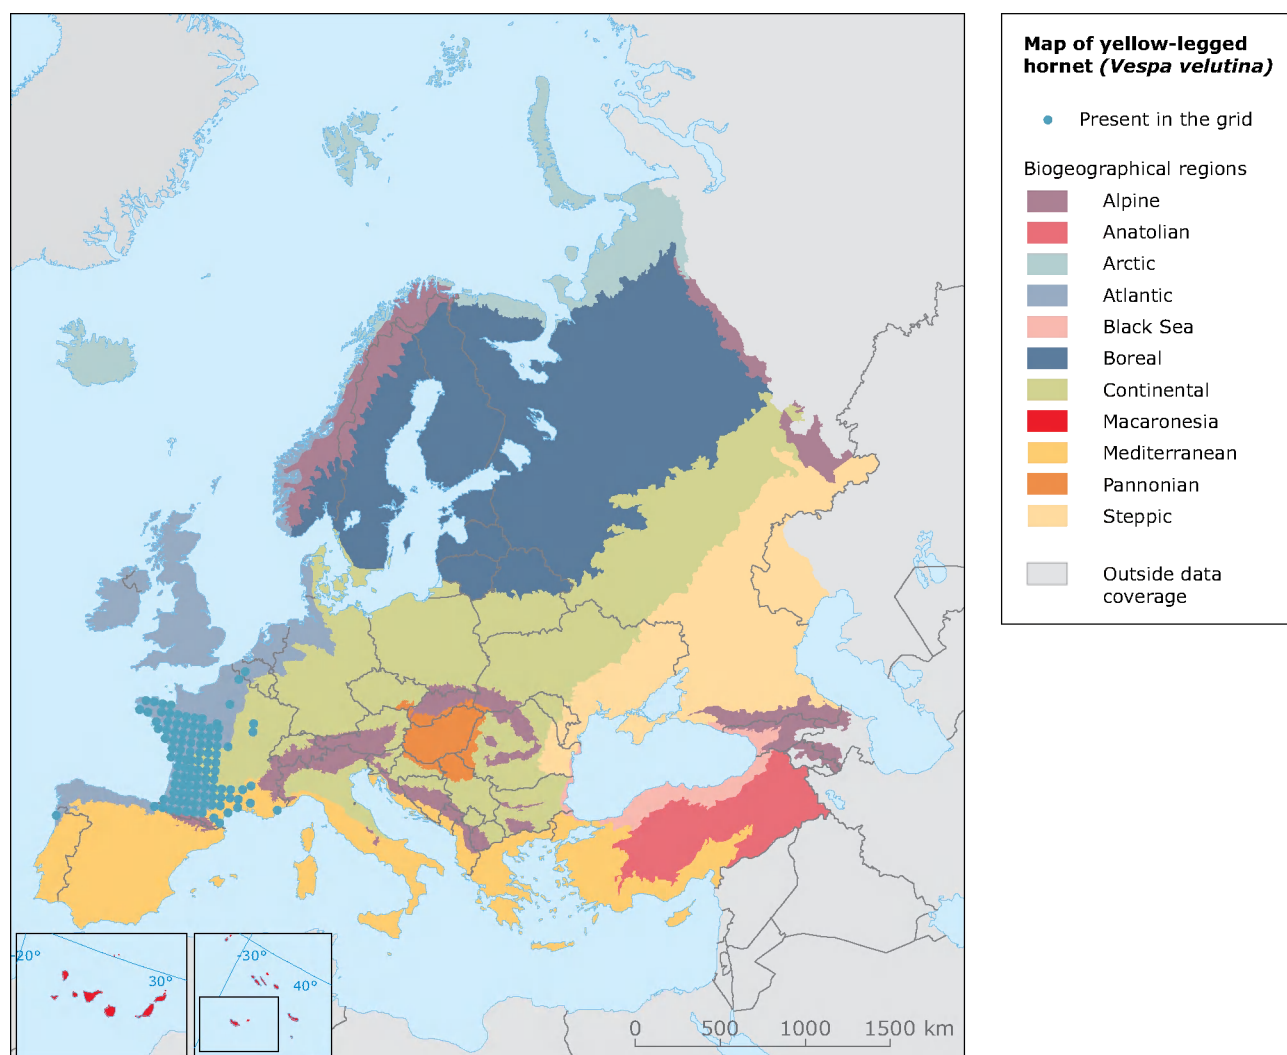 Map of yellow-legged
hornet (Vespa velutina)
Present in the grid
Biogeographical regions
Alpine
Anatolian
Arctic
Atlantic
Black Sea
Boreal
Continental
Macaronesia
Mediterranean
Pannonian
Steppic
Outside data
coverage
-20°
30°
-30°
40°
0 500 1000 1500 km